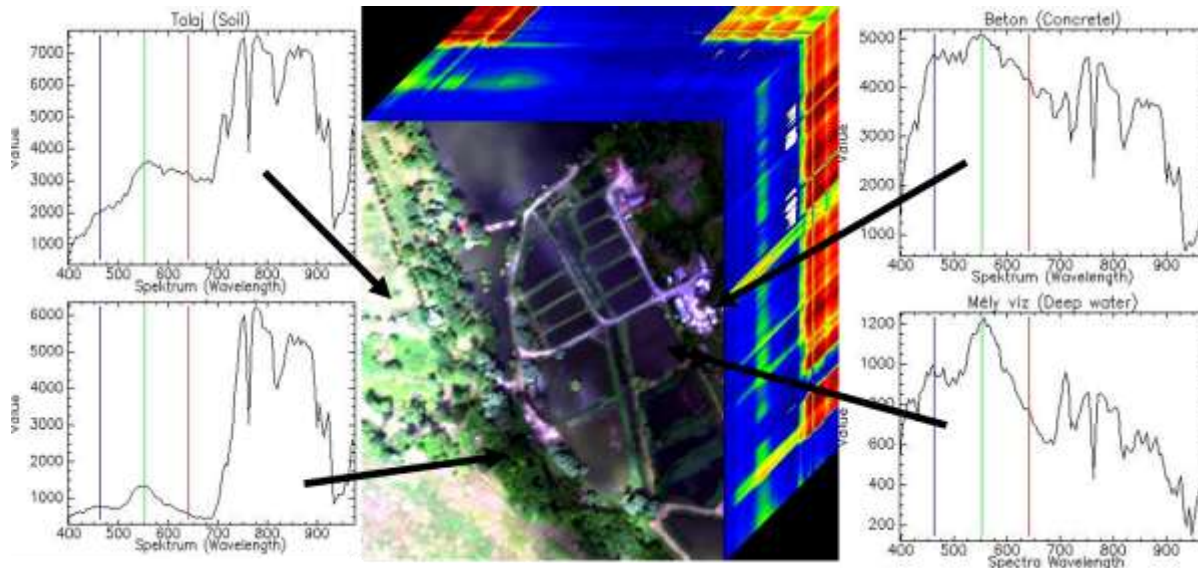 Talaj (Soil)
7000
6000
5000
4000
3000
2000
1000
Value
400 500 600 700 800 900
Spektrum (Wavelength)
6000
5000
4000
3000
2000
1000
Value
400 500 600 700 800 900
Spektrum (Wavelength)
Beton (Concretel)
5000
4000
3000
2000
1000
Value
400 500 600 700 800 900
Spektrum (Wavelength)
Mély víz (Deep water)
1200
1000
800
600
400
200
Value
400 500 600 700 800 900
Spectra Wavelength